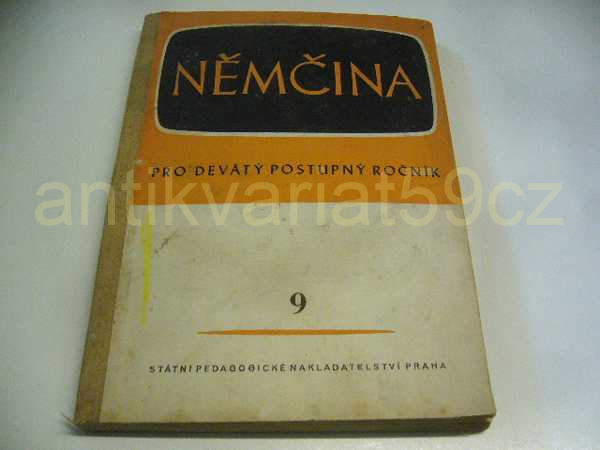 NĚMČINA
PRO DEVÁTÝ POSTUPNÝ ROČNÍK
antikvariat59cz
9
STÁTNÍ PEDAGOGICKÉ NAKLADATELSTVÍ PRAHA